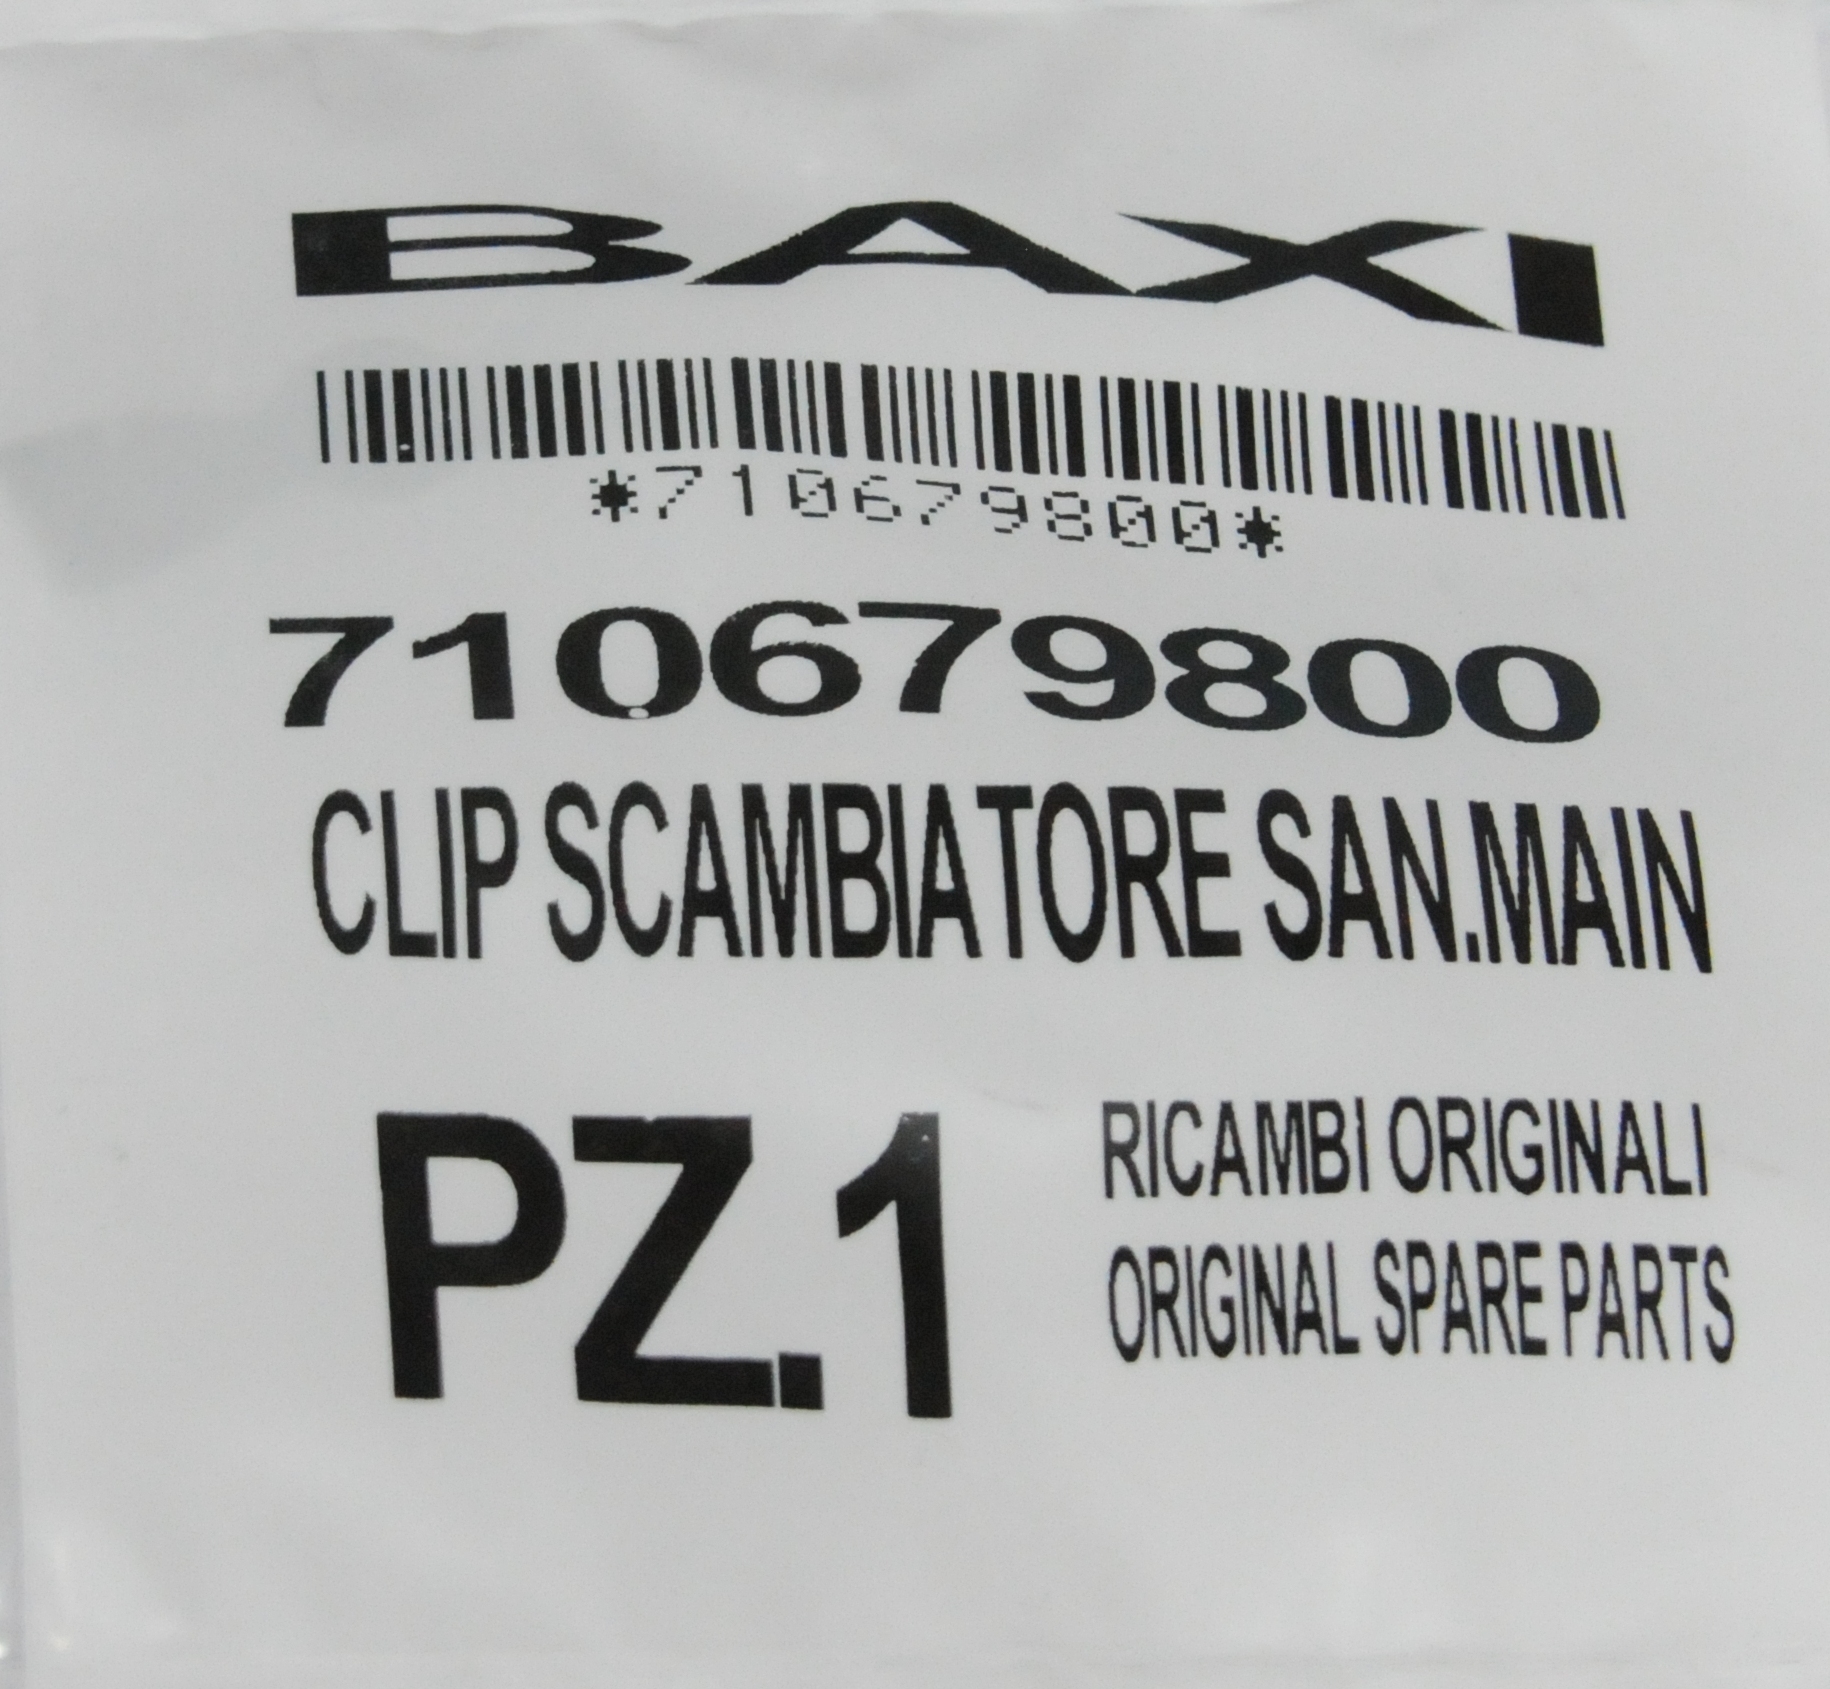 BAXI
*710679800*
710679800
CLIP SCAMBIATORE SAN.MAIN
PZ.1
RICAMBI ORIGINALI
ORIGINAL SPARE PARTS